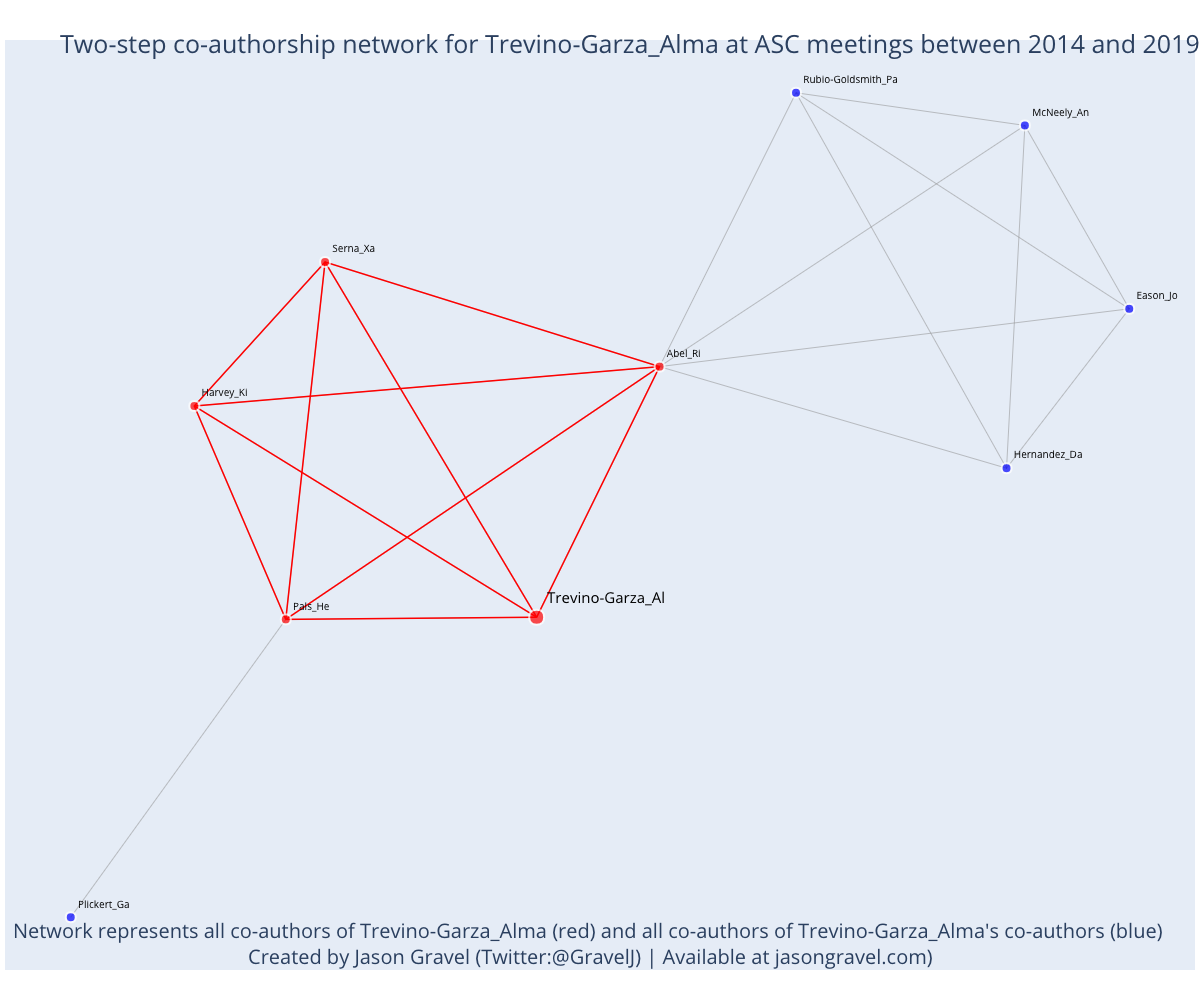 Two-step co-authorship network for Trevino-Garza_Alma at ASC meetings between 2014 and 2019
Rubio-Goldsmith_Pa
McNeely_An
Serna_Xa
Eason_Jo
Abel_Ri
Harvey_Ki
Hernandez_Da
Trevino-Garza_Al
Pals_He
Plickert_Ga
Network represents all co-authors of Trevino-Garza_Alma (red) and all co-authors of Trevino-Garza_Alma's co-authors (blue)
Created by Jason Gravel (Twitter:@GravelJ) | Available at jasongravel.com)